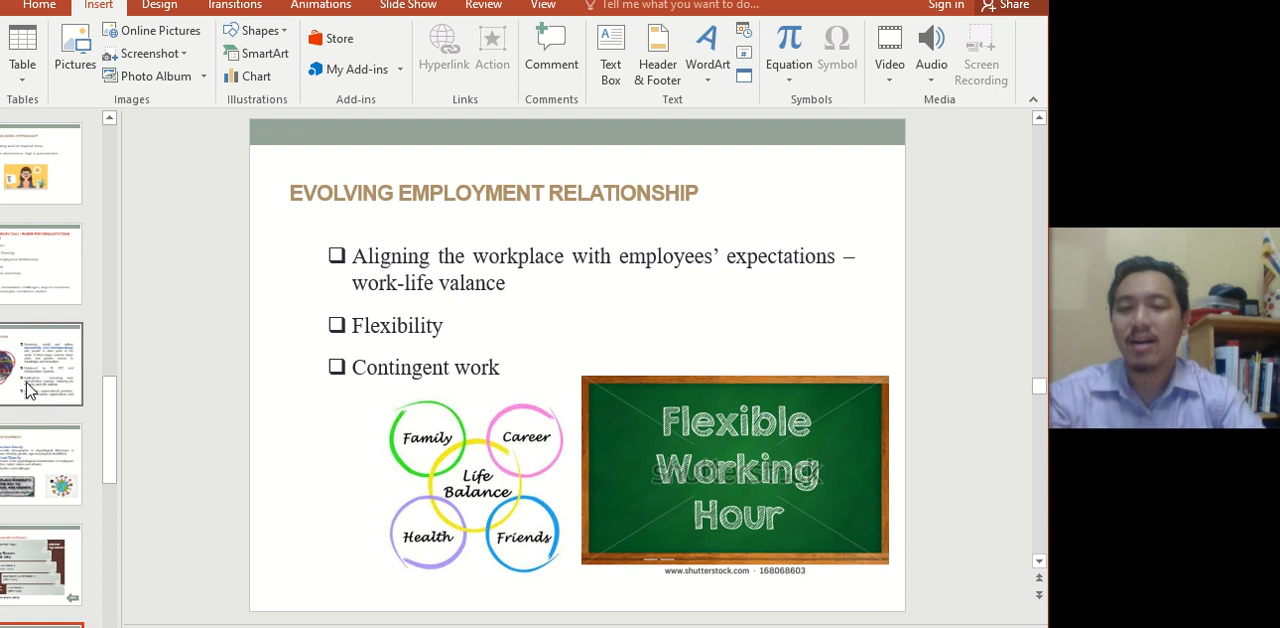 Home Insert Design Transitions Animations Slide Show Review View Tell me what you want to do... Sign in Share
Table
Pictures
Online Pictures
Screenshot
Photo Album
Shapes
SmartArt
Chart
Store
My Add-ins
Hyperlink
Action
Comment
Text
Box
Header
& Footer
WordArt
Equation
Symbol
Video
Audio
Screen
Recording
Tables Images Illustrations Add-ins Links Comments Text Symbols Media
EVOLVING EMPLOYMENT RELATIONSHIP
❑ Aligning the workplace with employees’ expectations –
work-life valance
❑ Flexibility
❑ Contingent work
Family
Career
Life
Balance
Health
Friends
Flexible
Working
Hour
www.shutterstock.com · 168068603